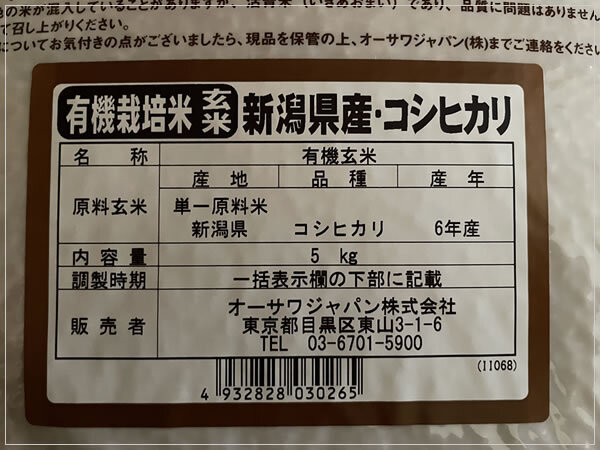 の米が混入していることがありますが、活青米(いきあおまい)であり、品質に問題はありません
て召し上がりください。
についてお気付きの点がございましたら、現品を保管の上、オーサワジャパン(株)までご連絡をくださ
有機栽培米 玄米 新潟県産・コシヒカリ
名称 有機玄米
産地 品種 産年
原料玄米 単一原料米
新潟県 コシヒカリ 6年産
内容量 5 kg
調製時期 一括表示欄の下部に記載
販売者 オーサワジャパン株式会社
東京都目黒区東山3-1-6
TEL 03-6701-5900
4 932828 030265
(11068)